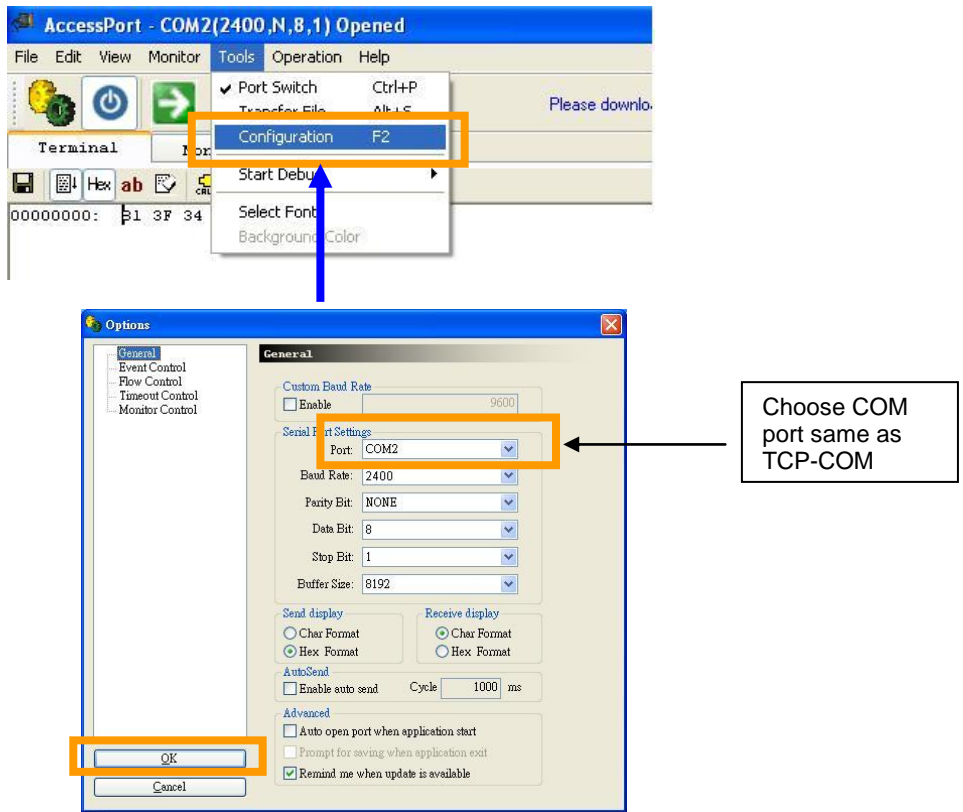 AccessPort - COM2(2400,N,8,1) Opened
File Edit View Monitor Tools Operation Help
Port Switch Ctrl+P
Transfer File Alt+S
Configuration F2
Start Debug
Select Font
Background Color
Please downlo
Terminal Mon
Hex ab
00000000: 31 3F 34
Options
General
Event Control
Flow Control
Timeout Control
Monitor Control
General
Custom Baud Rate
Enable 9600
Serial Port Settings
Port: COM2
Baud Rate: 2400
Parity Bit: NONE
Data Bit: 8
Stop Bit: 1
Buffer Size: 8192
Send display
Char Format
Hex Format
Receive display
Char Format
Hex Format
AutoSend
Enable auto send Cycle 1000 ms
Advanced
Auto open port when application start
Prompt for saving when application exit
Remind me when update is available
OK
Cancel
Choose COM
port same as
TCP-COM